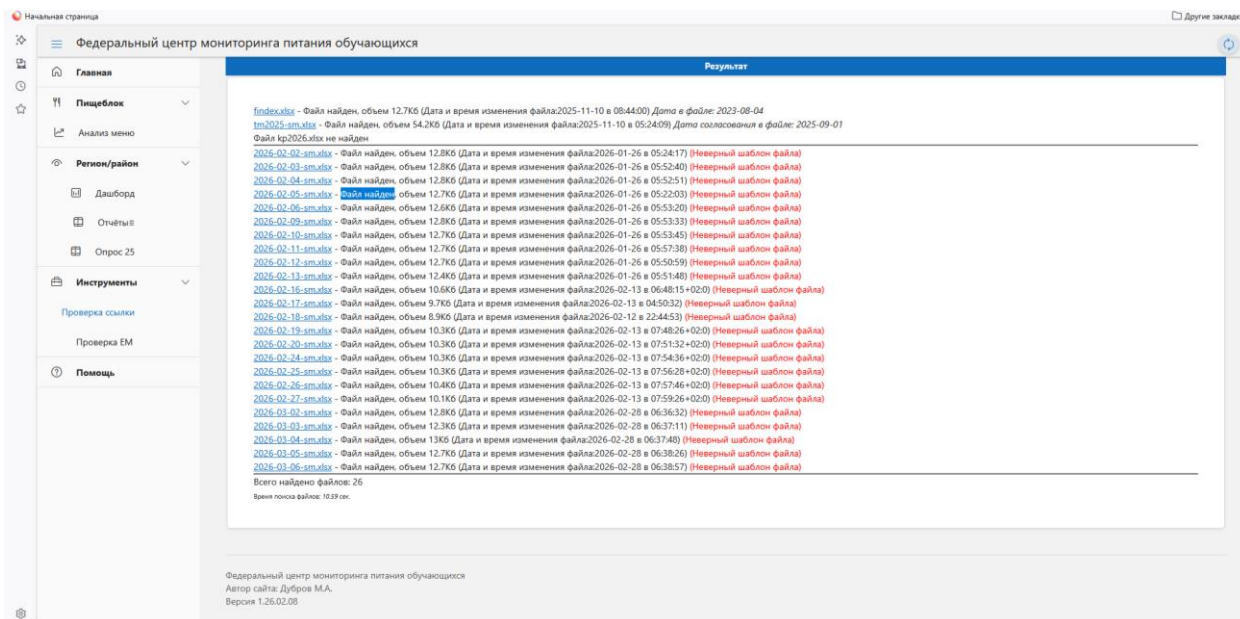 Начальная страница
Другие закладк
Федеральный центр мониторинга питания обучающихся
Главная
Пищеблок
Анализ меню
Регион/район
Дашборд
Отчёты
Опрос 25
Инструменты
Проверка ссылки
Проверка ЕМ
Помощь
Результат
findex.xlsx - Файл найден, объем 12.7Кб (Дата и время изменения файла:2025-11-10 в 08:44:00) Дата в файле: 2023-08-04
tm2025-sm.xlsx - Файл найден, объем 54.2Кб (Дата и время изменения файла:2025-11-10 в 05:24:09) Дата согласования в файле: 2025-09-01
Файл kp2026.xlsx не найден
2026-02-02-sm.xlsx - Файл найден, объем 12.8Кб (Дата и время изменения файла:2026-01-26 в 05:24:17) (Неверный шаблон файла)
2026-02-03-sm.xlsx - Файл найден, объем 12.8Кб (Дата и время изменения файла:2026-01-26 в 05:52:40) (Неверный шаблон файла)
2026-02-04-sm.xlsx - Файл найден, объем 12.8Кб (Дата и время изменения файла:2026-01-26 в 05:52:51) (Неверный шаблон файла)
2026-02-05-sm.xlsx - Файл найден, объем 12.7Кб (Дата и время изменения файла:2026-01-26 в 05:22:03) (Неверный шаблон файла)
2026-02-06-sm.xlsx - Файл найден, объем 12.6Кб (Дата и время изменения файла:2026-01-26 в 05:53:20) (Неверный шаблон файла)
2026-02-09-sm.xlsx - Файл найден, объем 12.8Кб (Дата и время изменения файла:2026-01-26 в 05:53:33) (Неверный шаблон файла)
2026-02-10-sm.xlsx - Файл найден, объем 12.7Кб (Дата и время изменения файла:2026-01-26 в 05:53:45) (Неверный шаблон файла)
2026-02-11-sm.xlsx - Файл найден, объем 12.7Кб (Дата и время изменения файла:2026-01-26 в 05:57:38) (Неверный шаблон файла)
2026-02-12-sm.xlsx - Файл найден, объем 12.7Кб (Дата и время изменения файла:2026-01-26 в 05:50:59) (Неверный шаблон файла)
2026-02-13-sm.xlsx - Файл найден, объем 12.4Кб (Дата и время изменения файла:2026-01-26 в 05:51:48) (Неверный шаблон файла)
2026-02-16-sm.xlsx - Файл найден, объем 10.6Кб (Дата и время изменения файла:2026-02-13 в 06:48:15+02:0) (Неверный шаблон файла)
2026-02-17-sm.xlsx - Файл найден, объем 9.7Кб (Дата и время изменения файла:2026-02-13 в 04:50:32) (Неверный шаблон файла)
2026-02-18-sm.xlsx - Файл найден, объем 8.9Кб (Дата и время изменения файла:2026-02-12 в 22:44:53) (Неверный шаблон файла)
2026-02-19-sm.xlsx - Файл найден, объем 10.3Кб (Дата и время изменения файла:2026-02-13 в 07:48:26+02:0) (Неверный шаблон файла)
2026-02-20-sm.xlsx - Файл найден, объем 10.3Кб (Дата и время изменения файла:2026-02-13 в 07:51:32+02:0) (Неверный шаблон файла)
2026-02-24-sm.xlsx - Файл найден, объем 10.3Кб (Дата и время изменения файла:2026-02-13 в 07:54:36+02:0) (Неверный шаблон файла)
2026-02-25-sm.xlsx - Файл найден, объем 10.3Кб (Дата и время изменения файла:2026-02-13 в 07:56:28+02:0) (Неверный шаблон файла)
2026-02-26-sm.xlsx - Файл найден, объем 10.4Кб (Дата и время изменения файла:2026-02-13 в 07:57:46+02:0) (Неверный шаблон файла)
2026-02-27-sm.xlsx - Файл найден, объем 10.1Кб (Дата и время изменения файла:2026-02-13 в 07:59:26+02:0) (Неверный шаблон файла)
2026-03-02-sm.xlsx - Файл найден, объем 12.8Кб (Дата и время изменения файла:2026-02-28 в 06:36:32) (Неверный шаблон файла)
2026-03-03-sm.xlsx - Файл найден, объем 12.3Кб (Дата и время изменения файла:2026-02-28 в 06:37:11) (Неверный шаблон файла)
2026-03-04-sm.xlsx - Файл найден, объем 13Кб (Дата и время изменения файла:2026-02-28 в 06:37:48) (Неверный шаблон файла)
2026-03-05-sm.xlsx - Файл найден, объем 12.7Кб (Дата и время изменения файла:2026-02-28 в 06:38:26) (Неверный шаблон файла)
2026-03-06-sm.xlsx - Файл найден, объем 12.7Кб (Дата и время изменения файла:2026-02-28 в 06:38:57) (Неверный шаблон файла)
Всего найдено файлов: 26
Время поиска файлов: 10.59 сек.
Федеральный центр мониторинга питания обучающихся
Автор сайта: Дубров М.А.
Версия 1.26.02.08